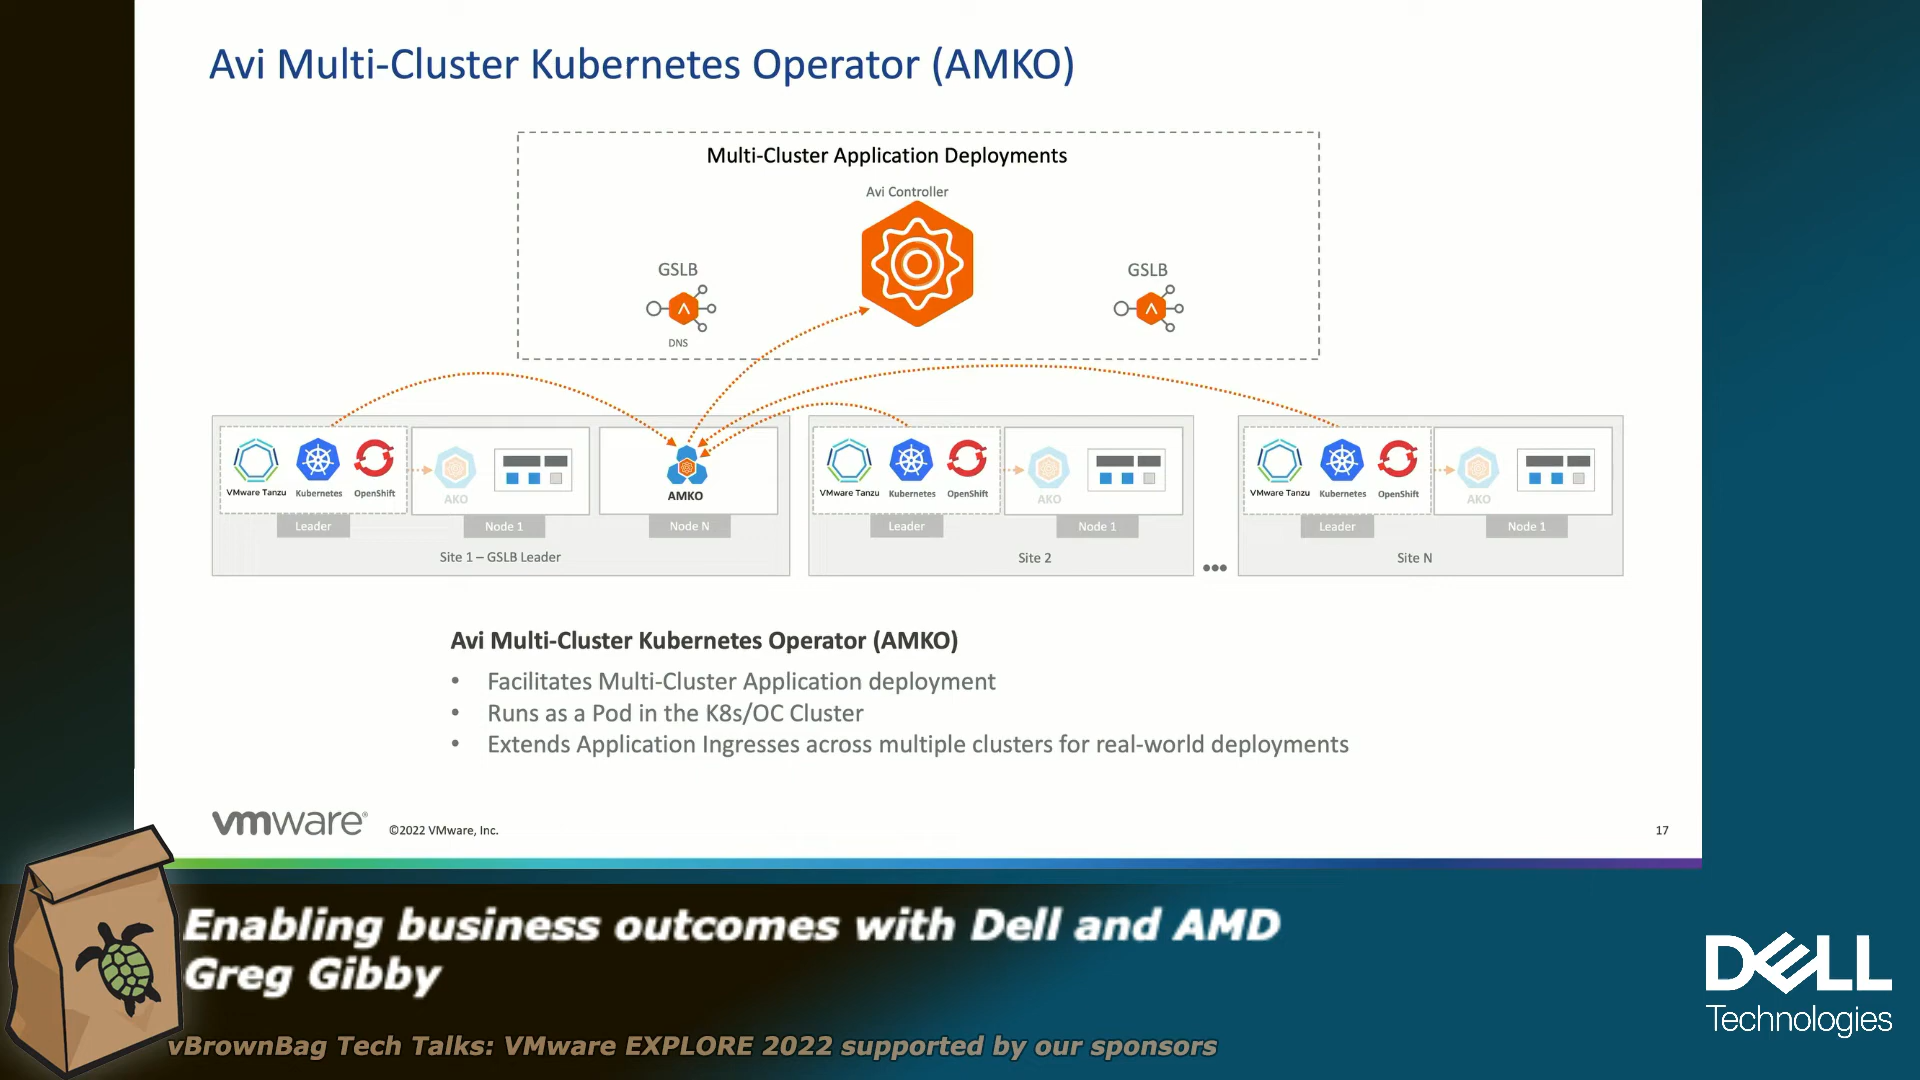 Avi Multi-Cluster Kubernetes Operator (AMKO)
Multi-Cluster Application Deployments
Avi Controller
GSLB
DNS
GSLB
VMware Tanzu
Kubernetes
OpenShift
AKO
AMKO
Leader
Node 1
Node N
Site 1 – GSLB Leader
VMware Tanzu
Kubernetes
OpenShift
AKO
Leader
Node 1
Site 2
•••
VMware Tanzu
Kubernetes
OpenShift
AKO
Leader
Node 1
Site N
Avi Multi-Cluster Kubernetes Operator (AMKO)
• Facilitates Multi-Cluster Application deployment
• Runs as a Pod in the K8s/OC Cluster
• Extends Application Ingresses across multiple clusters for real-world deployments
vmware® ©2022 VMware, Inc. 17
Enabling business outcomes with Dell and AMD
Greg Gibby
vBrownBag Tech Talks: VMware EXPLORE 2022 supported by our sponsors
DELL
Technologies